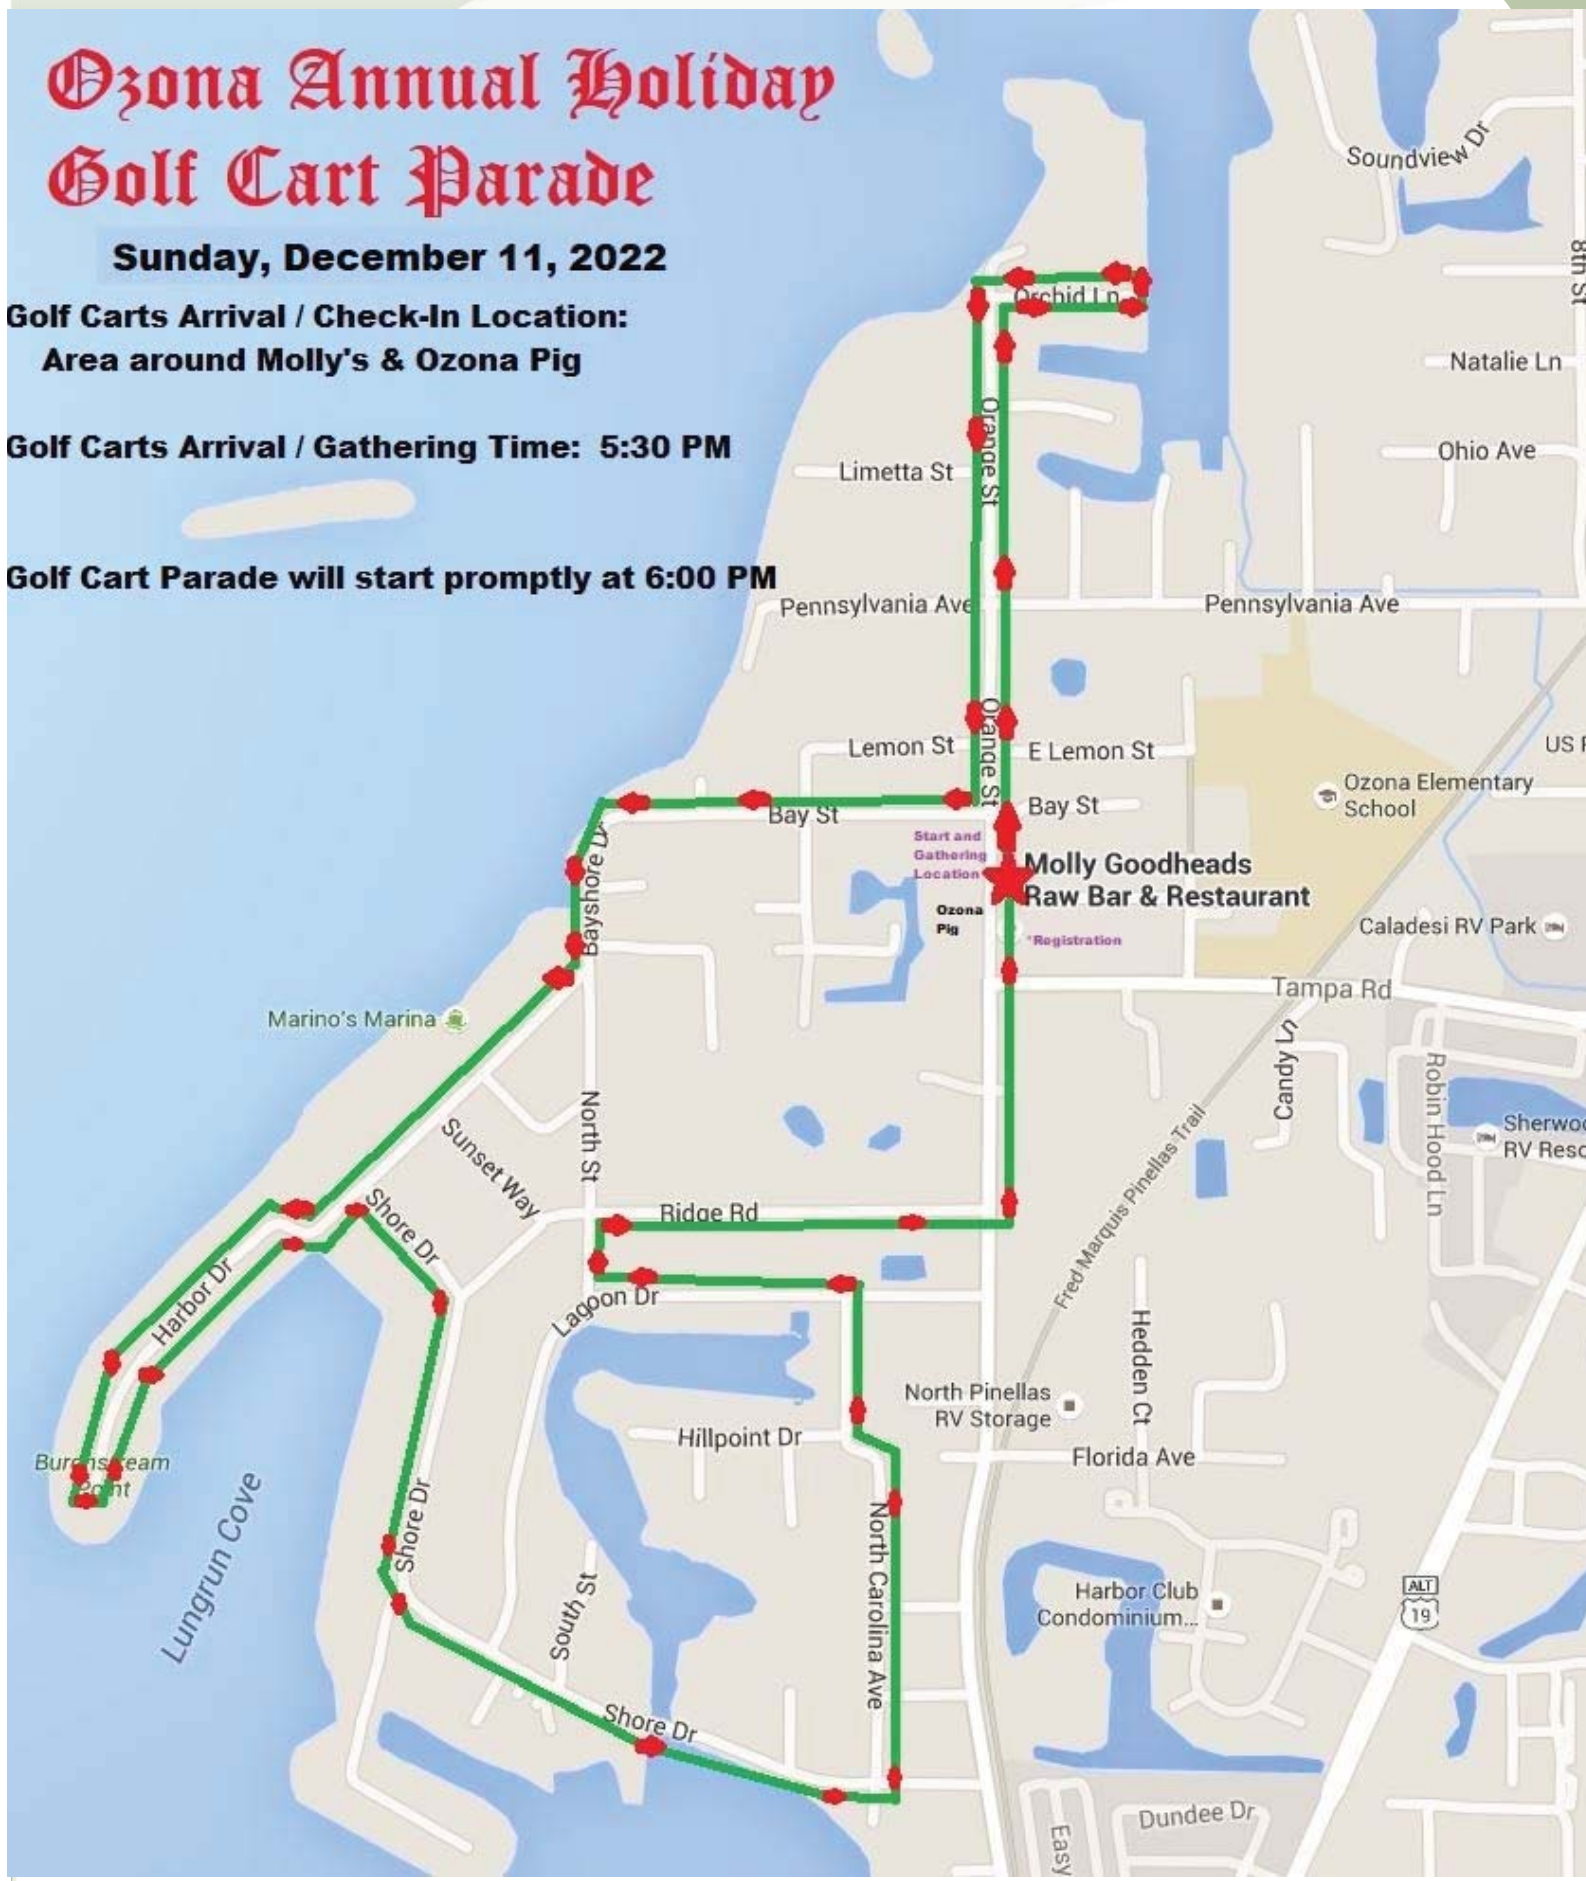 Ozona Annual Holiday
Golf Cart Parade
Sunday, December 11, 2022
Golf Carts Arrival / Check-In Location:
Area around Molly's & Ozona Pig
Golf Carts Arrival / Gathering Time: 5:30 PM
Golf Cart Parade will start promptly at 6:00 PM
Soundview Dr
8th St
Orchid Ln
Natalie Ln
Orange St
Ohio Ave
Limetta St
Pennsylvania Ave
Pennsylvania Ave
Orange St
Lemon St
E Lemon St
US
Ozona Elementary
School
Bay St
Bay St
Start and
Gathering
Location
Molly Goodheads
Raw Bar & Restaurant
Bayshore Dr
Ozona
Pig
*Registration
Caladesi RV Park
Tampa Rd
Marino's Marina
Candy Ln
Robin Hood Ln
North St
Sunset Way
Fred Marquis Pinellas Trail
RV
Ridge Rd
Shore Dr
Harbor Dr
Lagoon Dr
Hedden Ct
North Pinellas
RV Storage
Hillpoint Dr
Florida Ave
Point
Lungrun Cove
Shore Dr
North Carolina Ave
South St
Harbor Club
Condominium...
ALT
19
Shore Dr
Dundee Dr
Easy